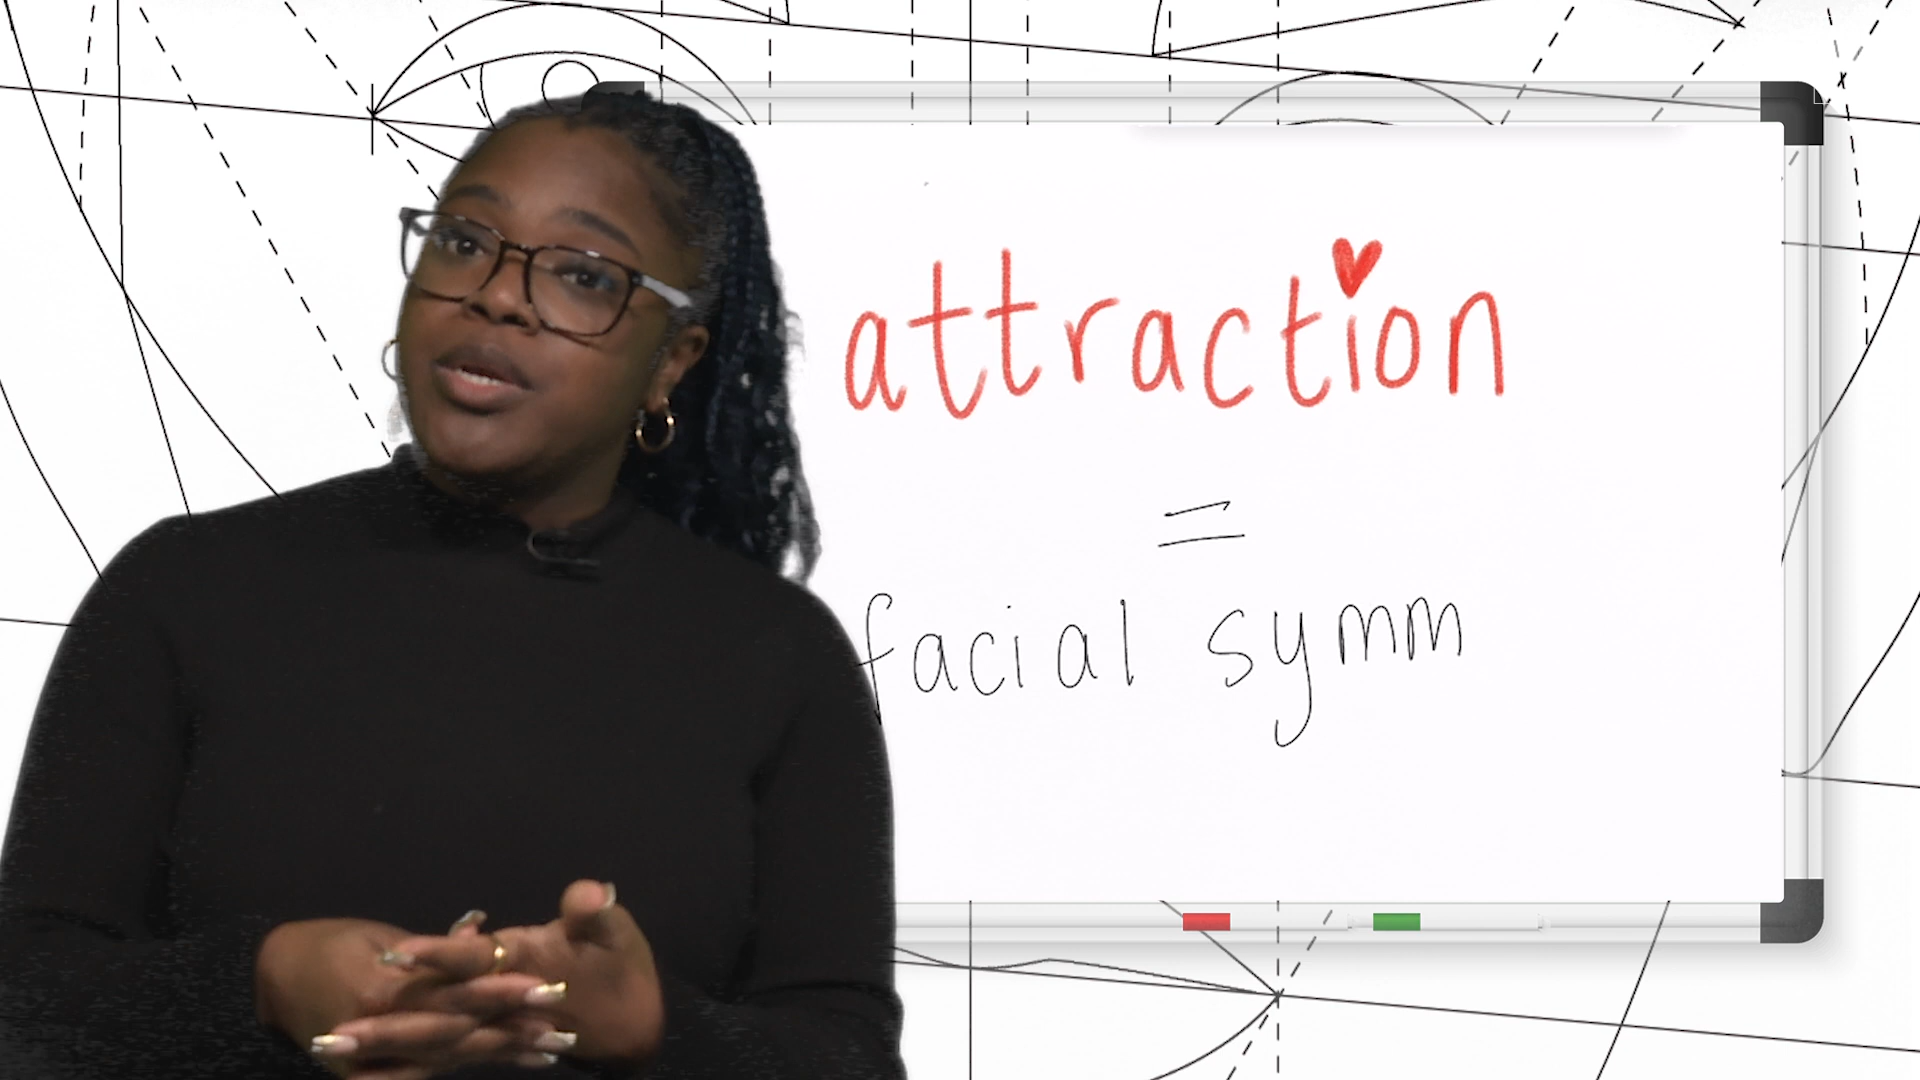 attraction
=
facial symm